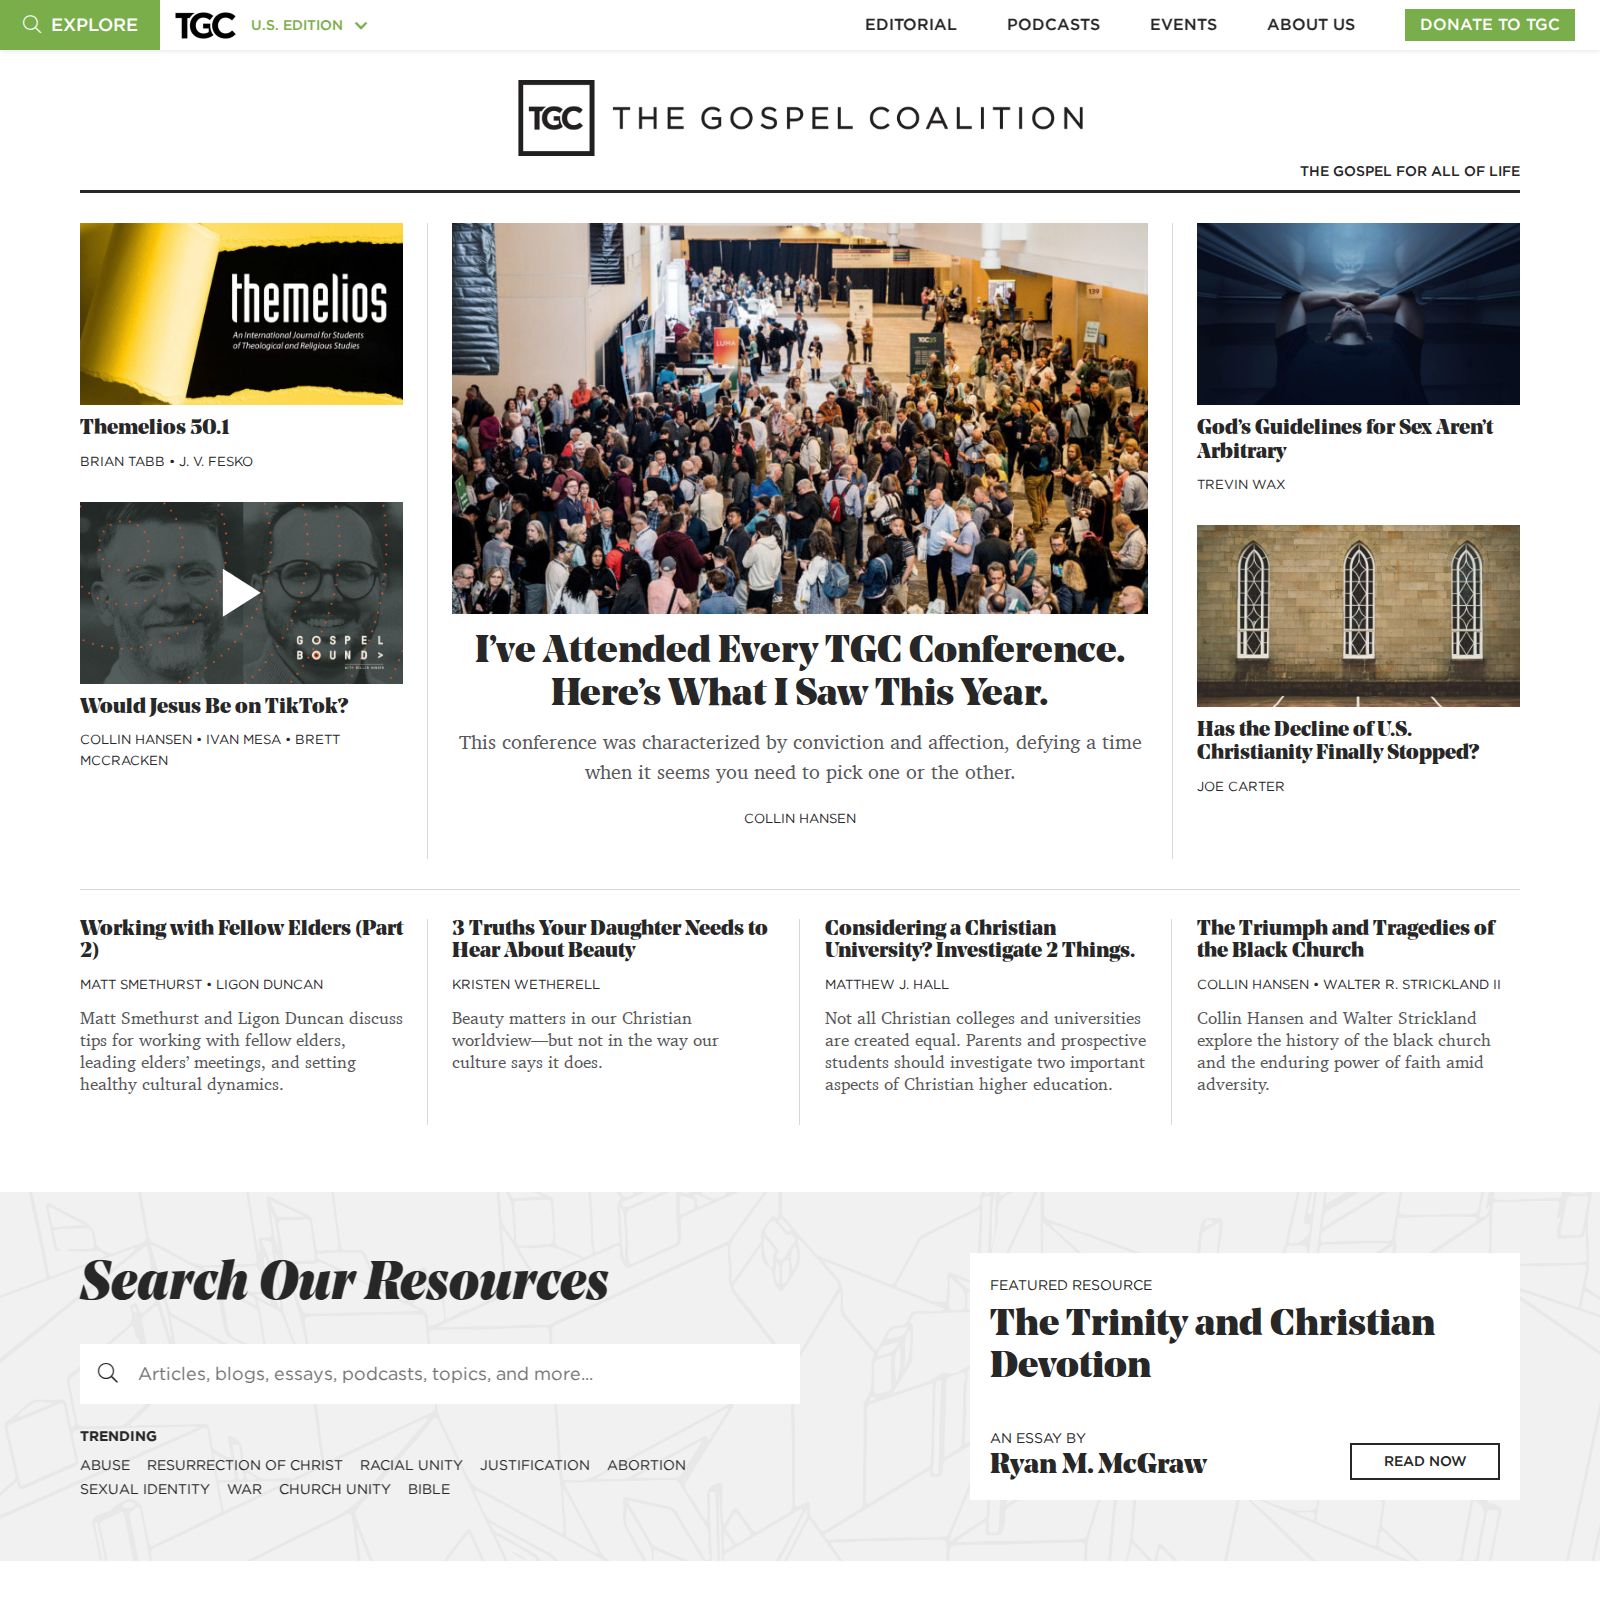 EXPLORE
TGC
U.S. EDITION
EDITORIAL
PODCASTS
EVENTS
ABOUT US
DONATE TO TGC
TGC THE GOSPEL COALITION
THE GOSPEL FOR ALL OF LIFE
themelios
An International Journal for Students
of Theological and Religious Studies
Themelios 50.1
BRIAN TABB • J. V. FESKO
GOSPEL
BOUND >
Would Jesus Be on TikTok?
COLLIN HANSEN • IVAN MESA • BRETT
MCCRACKEN
139
LUMA
I’ve Attended Every TGC Conference.
Here’s What I Saw This Year.
This conference was characterized by conviction and affection, defying a time
when it seems you need to pick one or the other.
COLLIN HANSEN
God’s Guidelines for Sex Aren’t
Arbitrary
TREVIN WAX
Has the Decline of U.S.
Christianity Finally Stopped?
JOE CARTER
Working with Fellow Elders (Part
2)
MATT SMETHURST • LIGON DUNCAN
Matt Smethurst and Ligon Duncan discuss
tips for working with fellow elders,
leading elders’ meetings, and setting
healthy cultural dynamics.
3 Truths Your Daughter Needs to
Hear About Beauty
KRISTEN WETHERELL
Beauty matters in our Christian
worldview—but not in the way our
culture says it does.
Considering a Christian
University? Investigate 2 Things.
MATTHEW J. HALL
Not all Christian colleges and universities
are created equal. Parents and prospective
students should investigate two important
aspects of Christian higher education.
The Triumph and Tragedies of
the Black Church
COLLIN HANSEN • WALTER R. STRICKLAND II
Collin Hansen and Walter Strickland
explore the history of the black church
and the enduring power of faith amid
adversity.
Search Our Resources
Articles, blogs, essays, podcasts, topics, and more...
TRENDING
ABUSE RESURRECTION OF CHRIST RACIAL UNITY JUSTIFICATION ABORTION
SEXUAL IDENTITY WAR CHURCH UNITY BIBLE
FEATURED RESOURCE
The Trinity and Christian
Devotion
AN ESSAY BY
Ryan M. McGraw
READ NOW